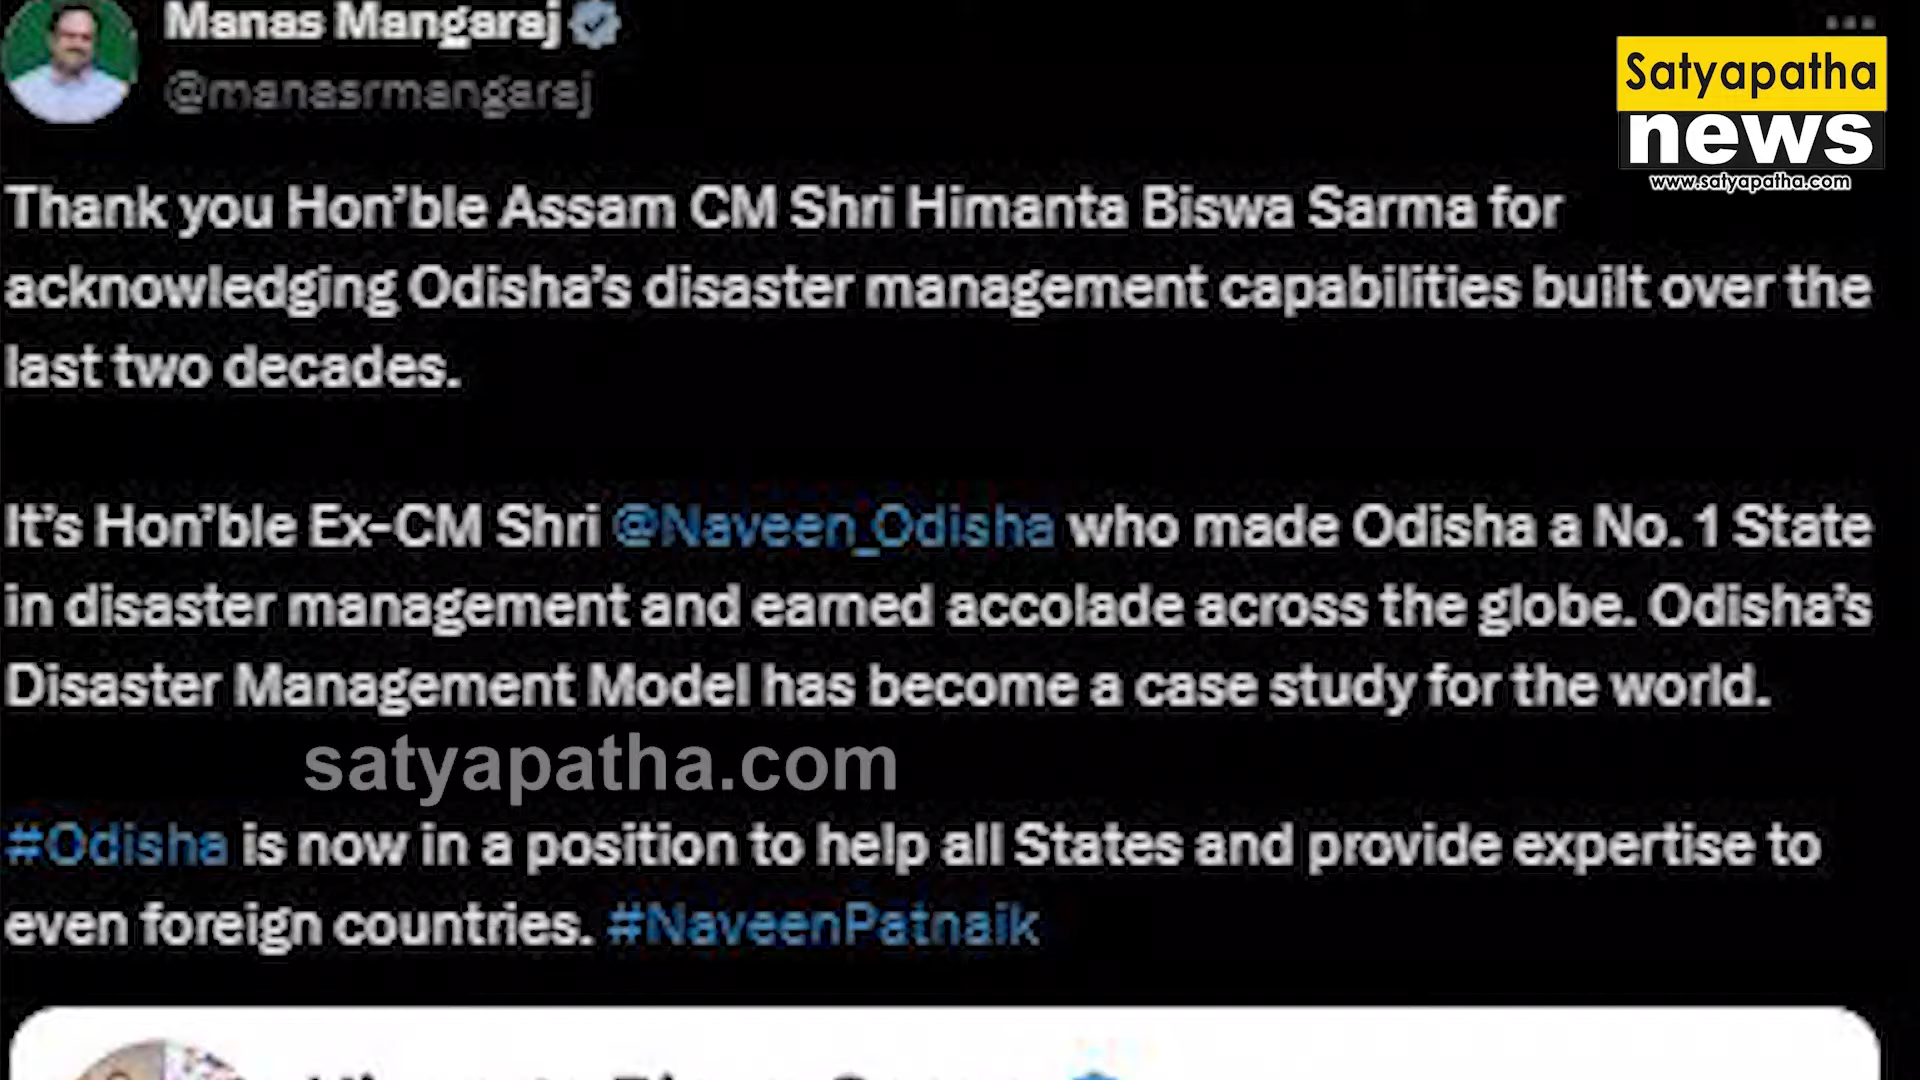 Manas Mangaraj
@manasrmangaraj
Satyapatha
news
www.satyapatha.com
Thank you Hon’ble Assam CM Shri Himanta Biswa Sarma for
acknowledging Odisha’s disaster management capabilities built over the
last two decades.
It’s Hon’ble Ex-CM Shri @Naveen_Odisha who made Odisha a No. 1 State
in disaster management and earned accolade across the globe. Odisha’s
Disaster Management Model has become a case study for the world.
satyapatha.com
#Odisha is now in a position to help all States and provide expertise to
even foreign countries. #NaveenPatnaik